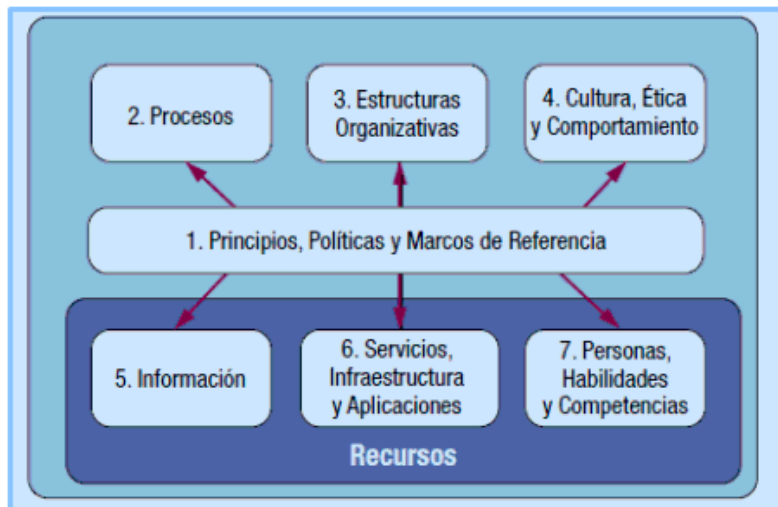 2. Procesos
3. Estructuras
Organizativas
4. Cultura, Ética
y Comportamiento
1. Principios, Políticas y Marcos de Referencia
5. Información
6. Servicios,
Infraestructura
y Aplicaciones
7. Personas,
Habilidades
y Competencias
Recursos